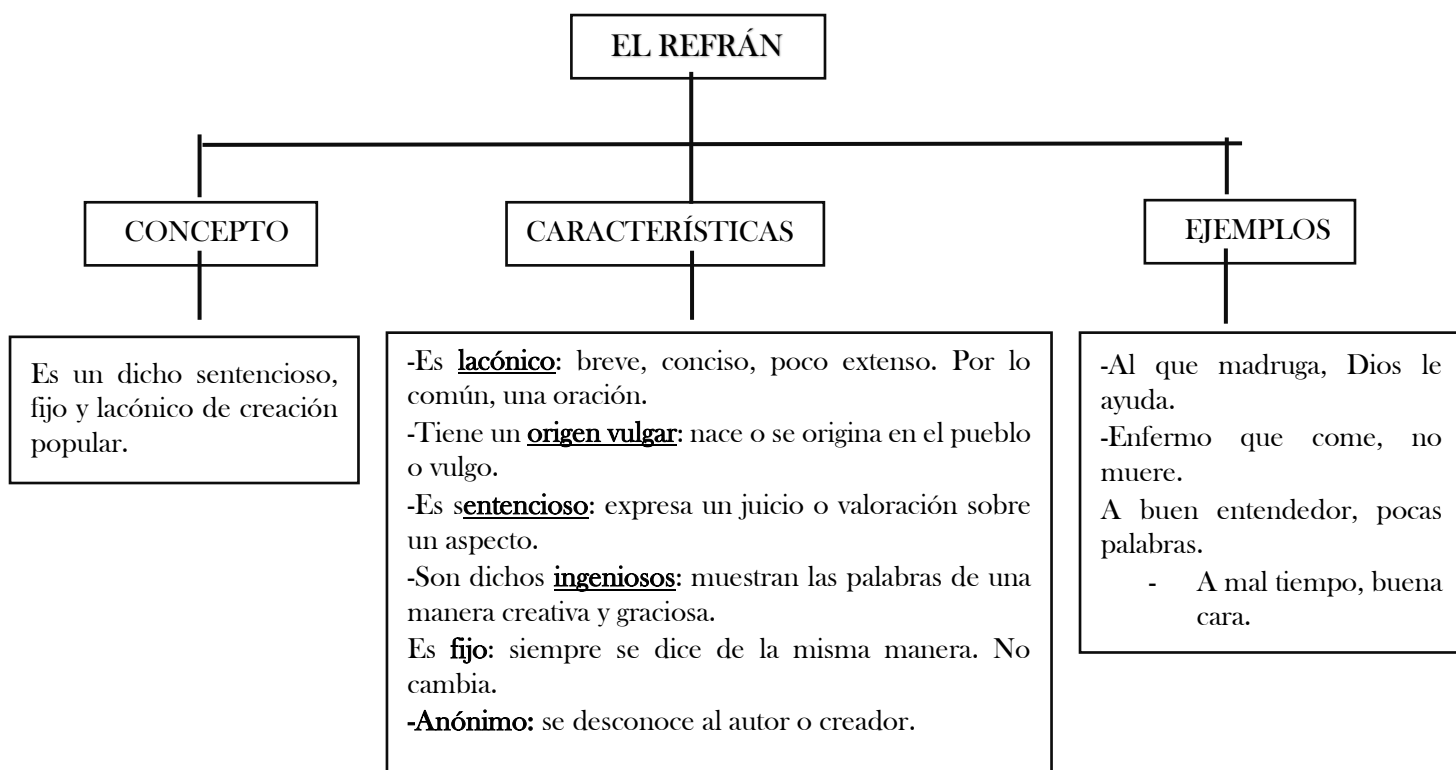 EL REFRÁN
CONCEPTO
CARACTERÍSTICAS
EJEMPLOS
Es un dicho sentencioso,
fijo y lacónico de creación
popular.
-Es lacónico: breve, conciso, poco extenso. Por lo
común, una oración.
-Tiene un origen vulgar: nace o se origina en el pueblo
o vulgo.
-Es sentencioso: expresa un juicio o valoración sobre
un aspecto.
-Son dichos ingeniosos: muestran las palabras de una
manera creativa y graciosa.
Es fijo: siempre se dice de la misma manera. No
cambia.
-Anónimo: se desconoce al autor o creador.
-Al que madruga, Dios le
ayuda.
-Enfermo que come, no
muere.
A buen entendedor, pocas
palabras.
- A mal tiempo, buena
cara.